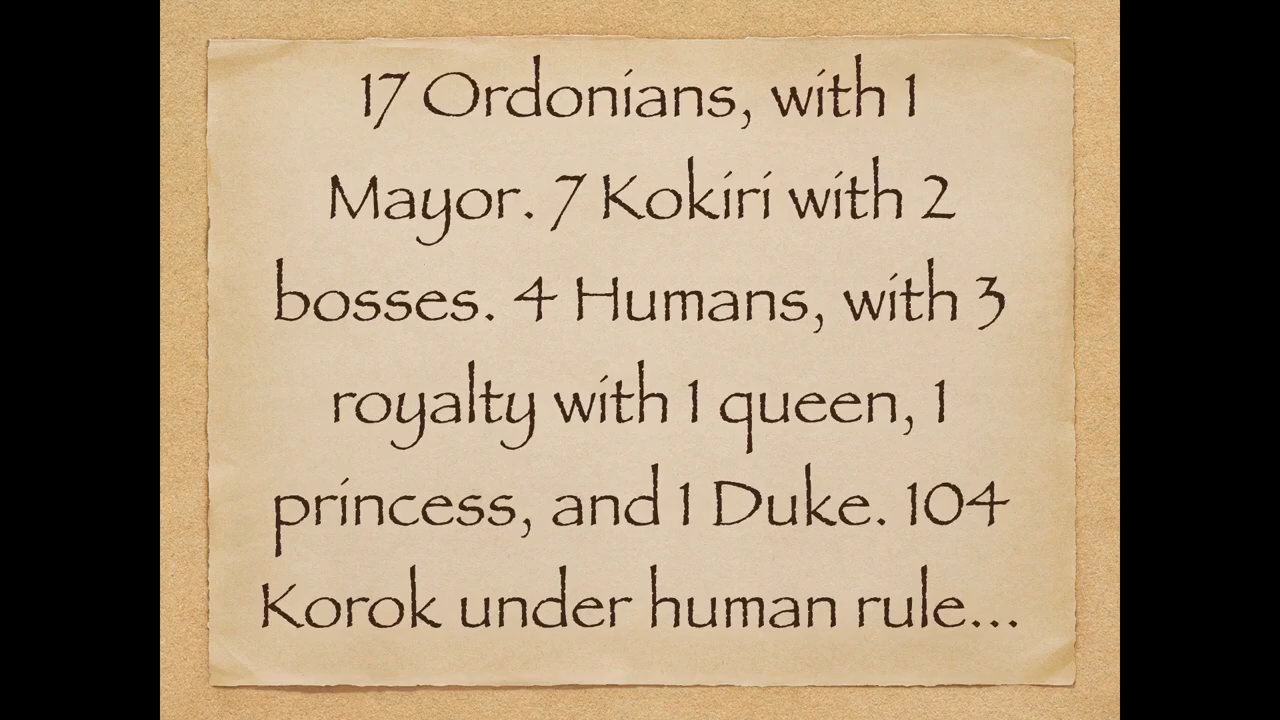 17 Ordonians, with 1
Mayor. 7 Kokiri with 2
bosses. 4 Humans, with 3
royalty with 1 queen, 1
princess, and 1 Duke. 104
Korok under human rule...